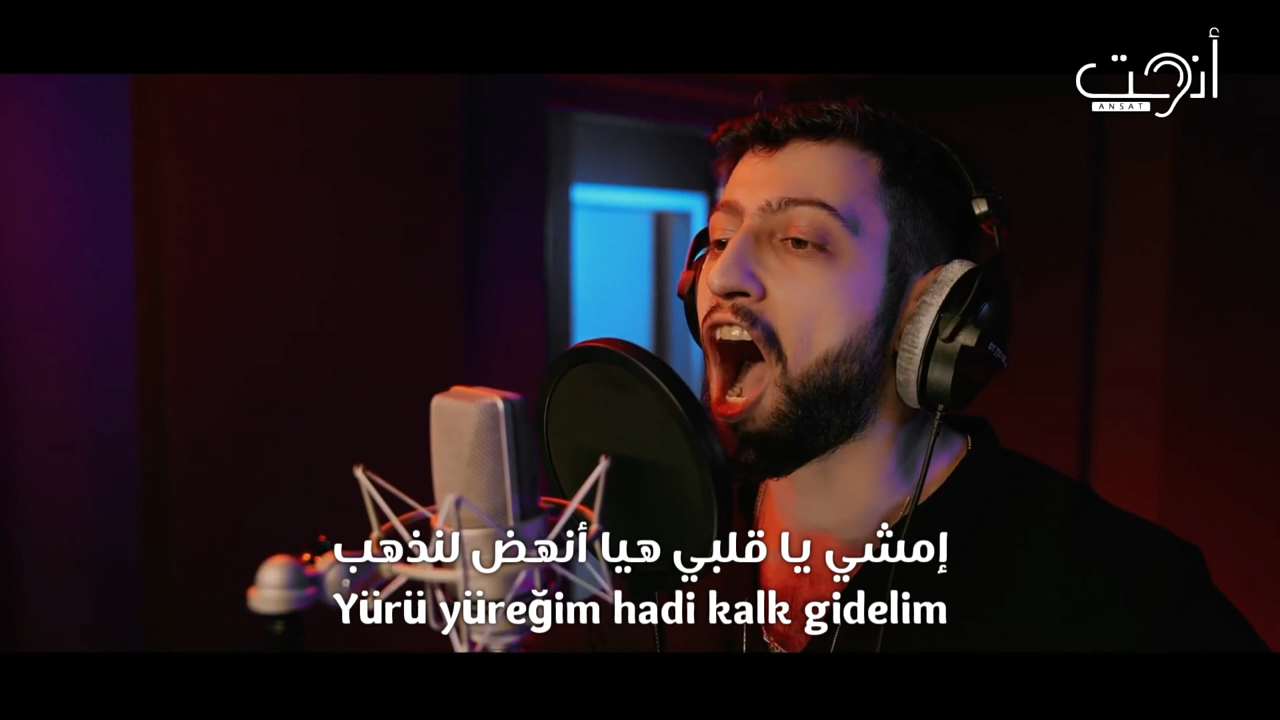 أنصت
ANSAT
إمشي يا قلبي هيا أنهض لنذهب
Yürü yüreğim hadi kalk gidelim